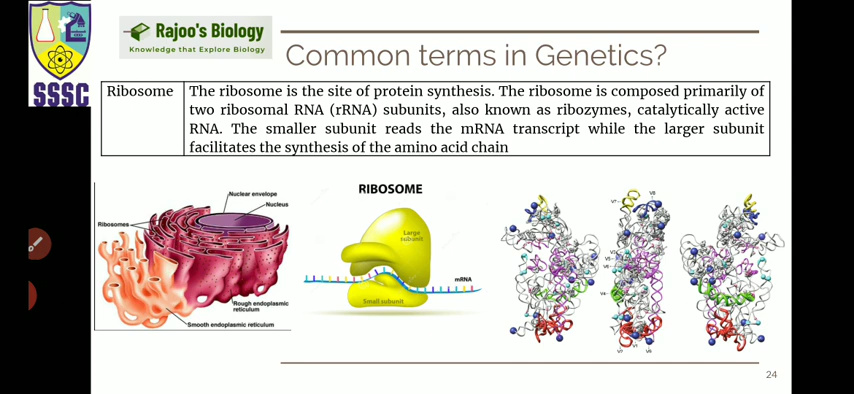 SSSC
Rajoo's Biology
Knowledge that Explore Biology
Common terms in Genetics?
Ribosome
The ribosome is the site of protein synthesis. The ribosome is composed primarily of
two ribosomal RNA (rRNA) subunits, also known as ribozymes, catalytically active
RNA. The smaller subunit reads the mRNA transcript while the larger subunit
facilitates the synthesis of the amino acid chain
Nuclear envelope
Nucleus
Ribosomes
Rough endoplasmic
reticulum
Smooth endoplasmic reticulum
RIBOSOME
Large
subunit
mRNA
Small subunit
24